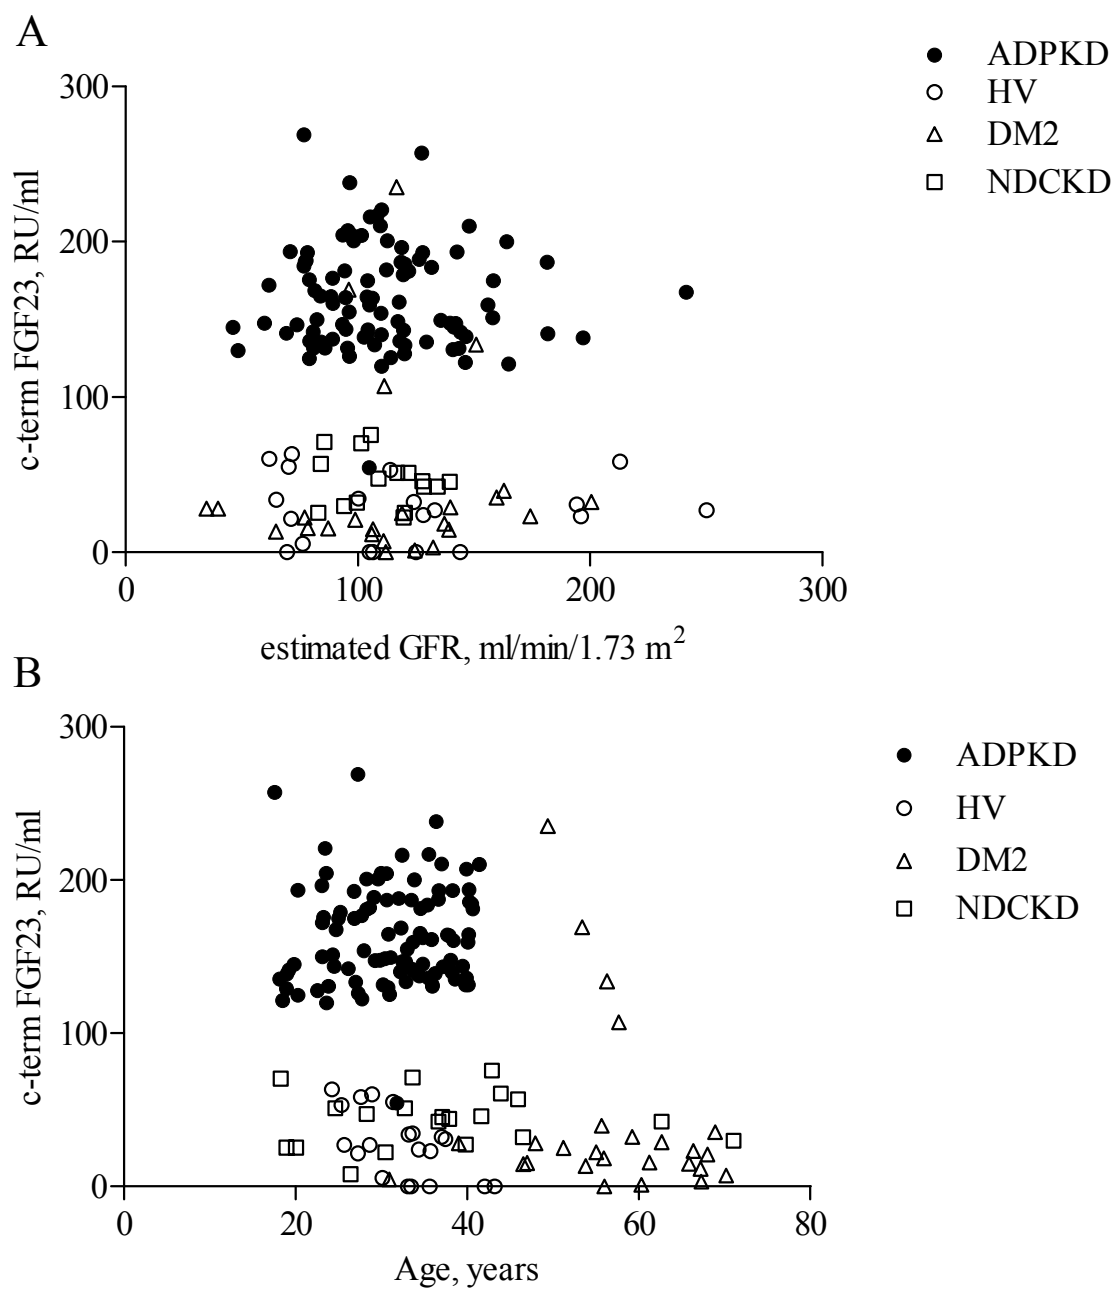 A
ADPKD
HV
DM2
NDCKD
300
200
100
0
c-term FGF23, RU/ml
0 100 200 300
estimated GFR, ml/min/1.73 m²
B
ADPKD
HV
DM2
NDCKD
300
200
100
0
c-term FGF23, RU/ml
0 20 40 60 80
Age, years